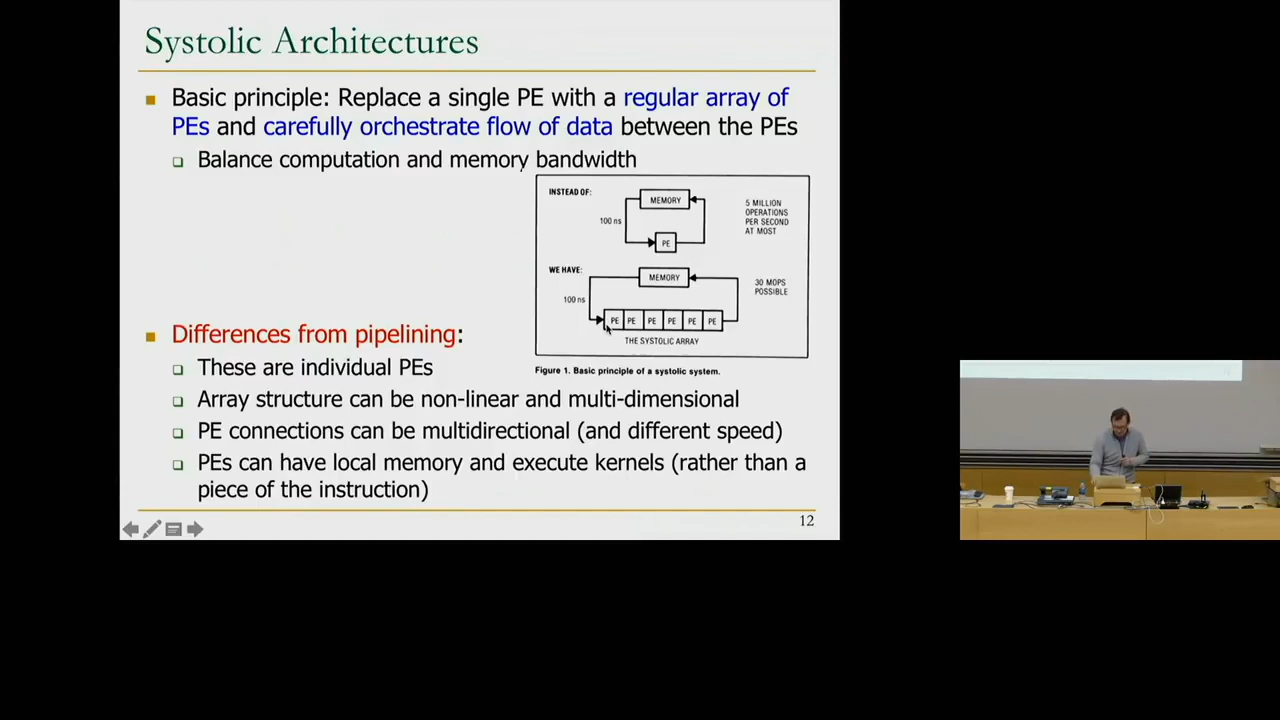 Systolic Architectures
Basic principle: Replace a single PE with a regular array of
PEs and carefully orchestrate flow of data between the PEs
Balance computation and memory bandwidth
INSTEAD OF:
MEMORY
100 ns
PE
5 MILLION
OPERATIONS
PER SECOND
AT MOST
WE HAVE:
MEMORY
100 ns
30 MOPS
POSSIBLE
PE PE PE PE PE PE
THE SYSTOLIC ARRAY
Figure 1. Basic principle of a systolic system.
Differences from pipelining:
These are individual PEs
Array structure can be non-linear and multi-dimensional
PE connections can be multidirectional (and different speed)
PEs can have local memory and execute kernels (rather than a
piece of the instruction)
12